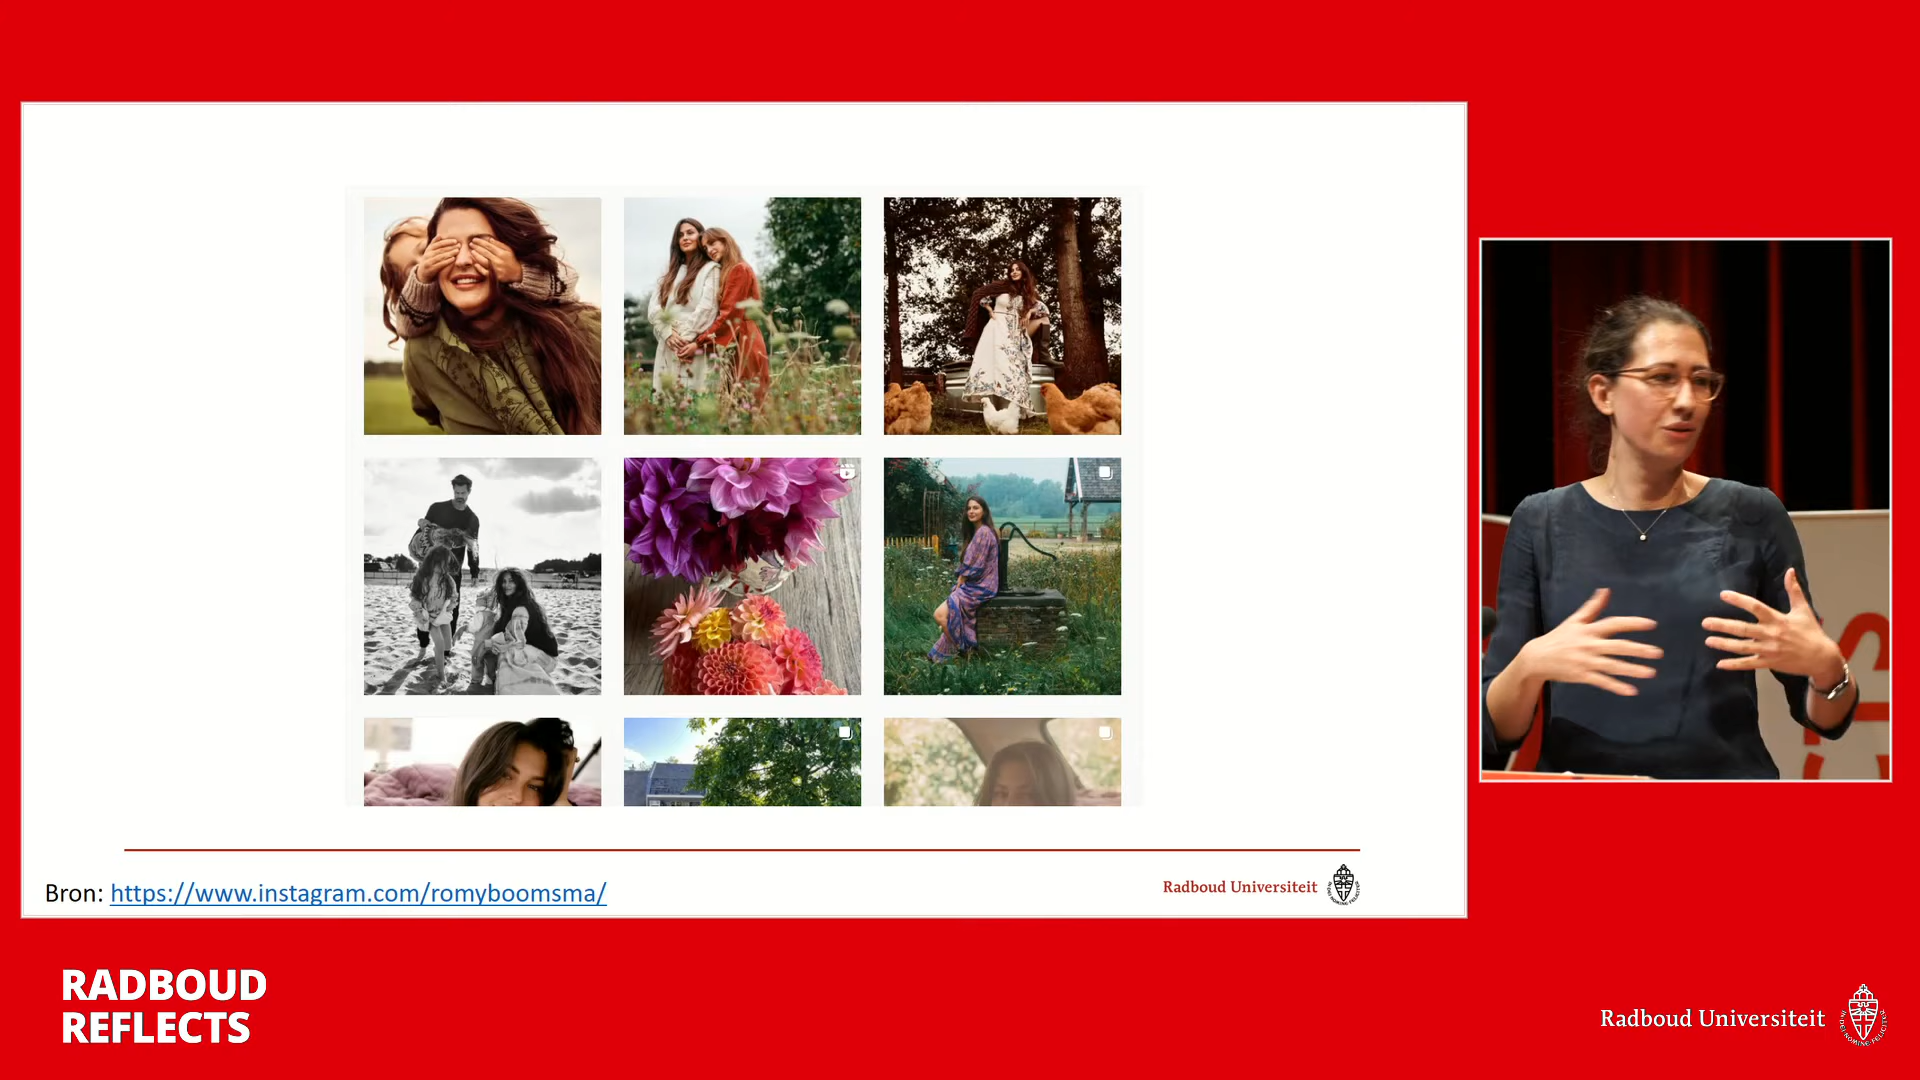 Bron: https://www.instagram.com/romyboomsma/
Radboud Universiteit
RADBOUD
REFLECTS
Radboud Universiteit